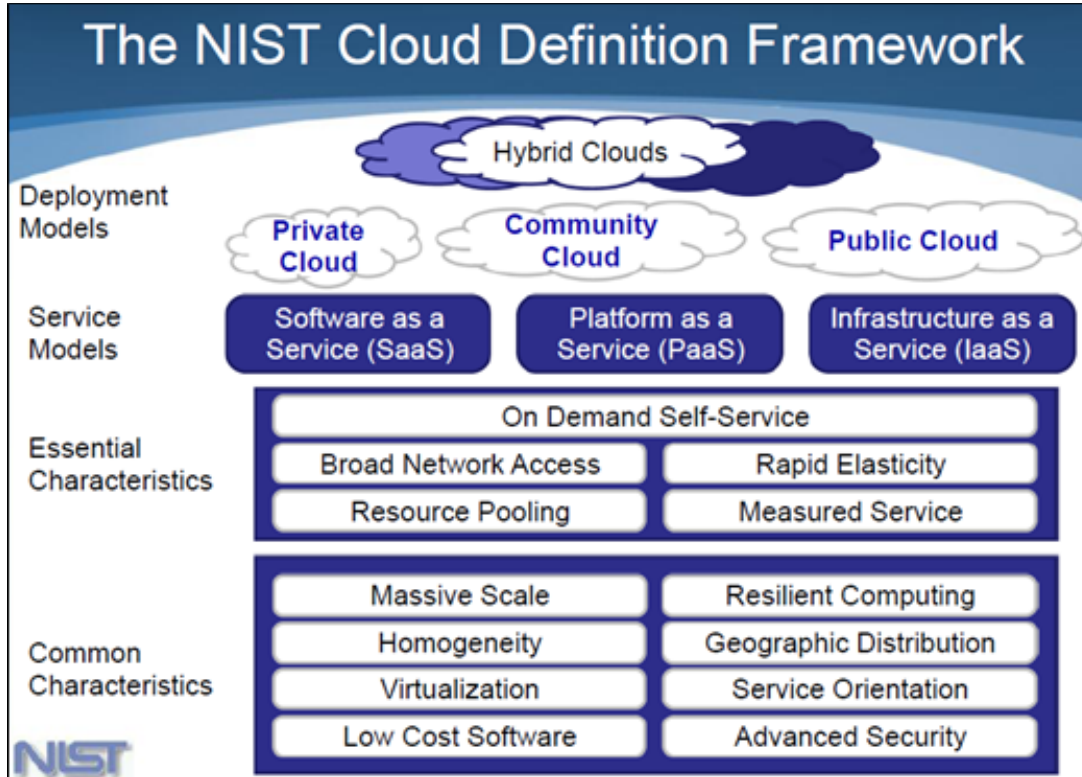 The NIST Cloud Definition Framework
Hybrid Clouds
Deployment
Models
Private
Cloud
Community
Cloud
Public Cloud
Service
Models
Software as a
Service (SaaS)
Platform as a
Service (PaaS)
Infrastructure as a
Service (IaaS)
Essential
Characteristics
On Demand Self-Service
Broad Network Access
Rapid Elasticity
Resource Pooling
Measured Service
Common
Characteristics
Massive Scale
Resilient Computing
Homogeneity
Geographic Distribution
Virtualization
Service Orientation
Low Cost Software
Advanced Security
NIST